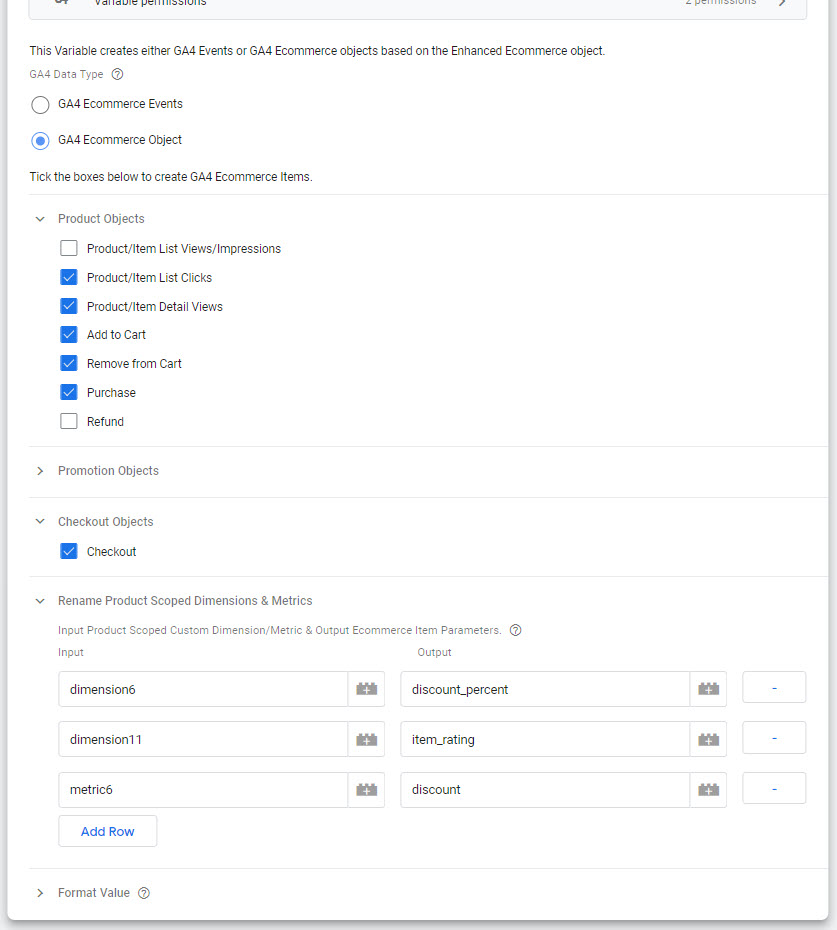 Variable permissions
2 permissions
This Variable creates either GA4 Events or GA4 Ecommerce objects based on the Enhanced Ecommerce object.
GA4 Data Type
GA4 Ecommerce Events
GA4 Ecommerce Object
Tick the boxes below to create GA4 Ecommerce Items.
Product Objects
Product/Item List Views/Impressions
Product/Item List Clicks
Product/Item Detail Views
Add to Cart
Remove from Cart
Purchase
Refund
Promotion Objects
Checkout Objects
Checkout
Rename Product Scoped Dimensions & Metrics
Input Product Scoped Custom Dimension/Metric & Output Ecommerce Item Parameters.
Input Output
dimension6 discount_percent -
dimension11 item_rating -
metric6 discount -
Add Row
Format Value